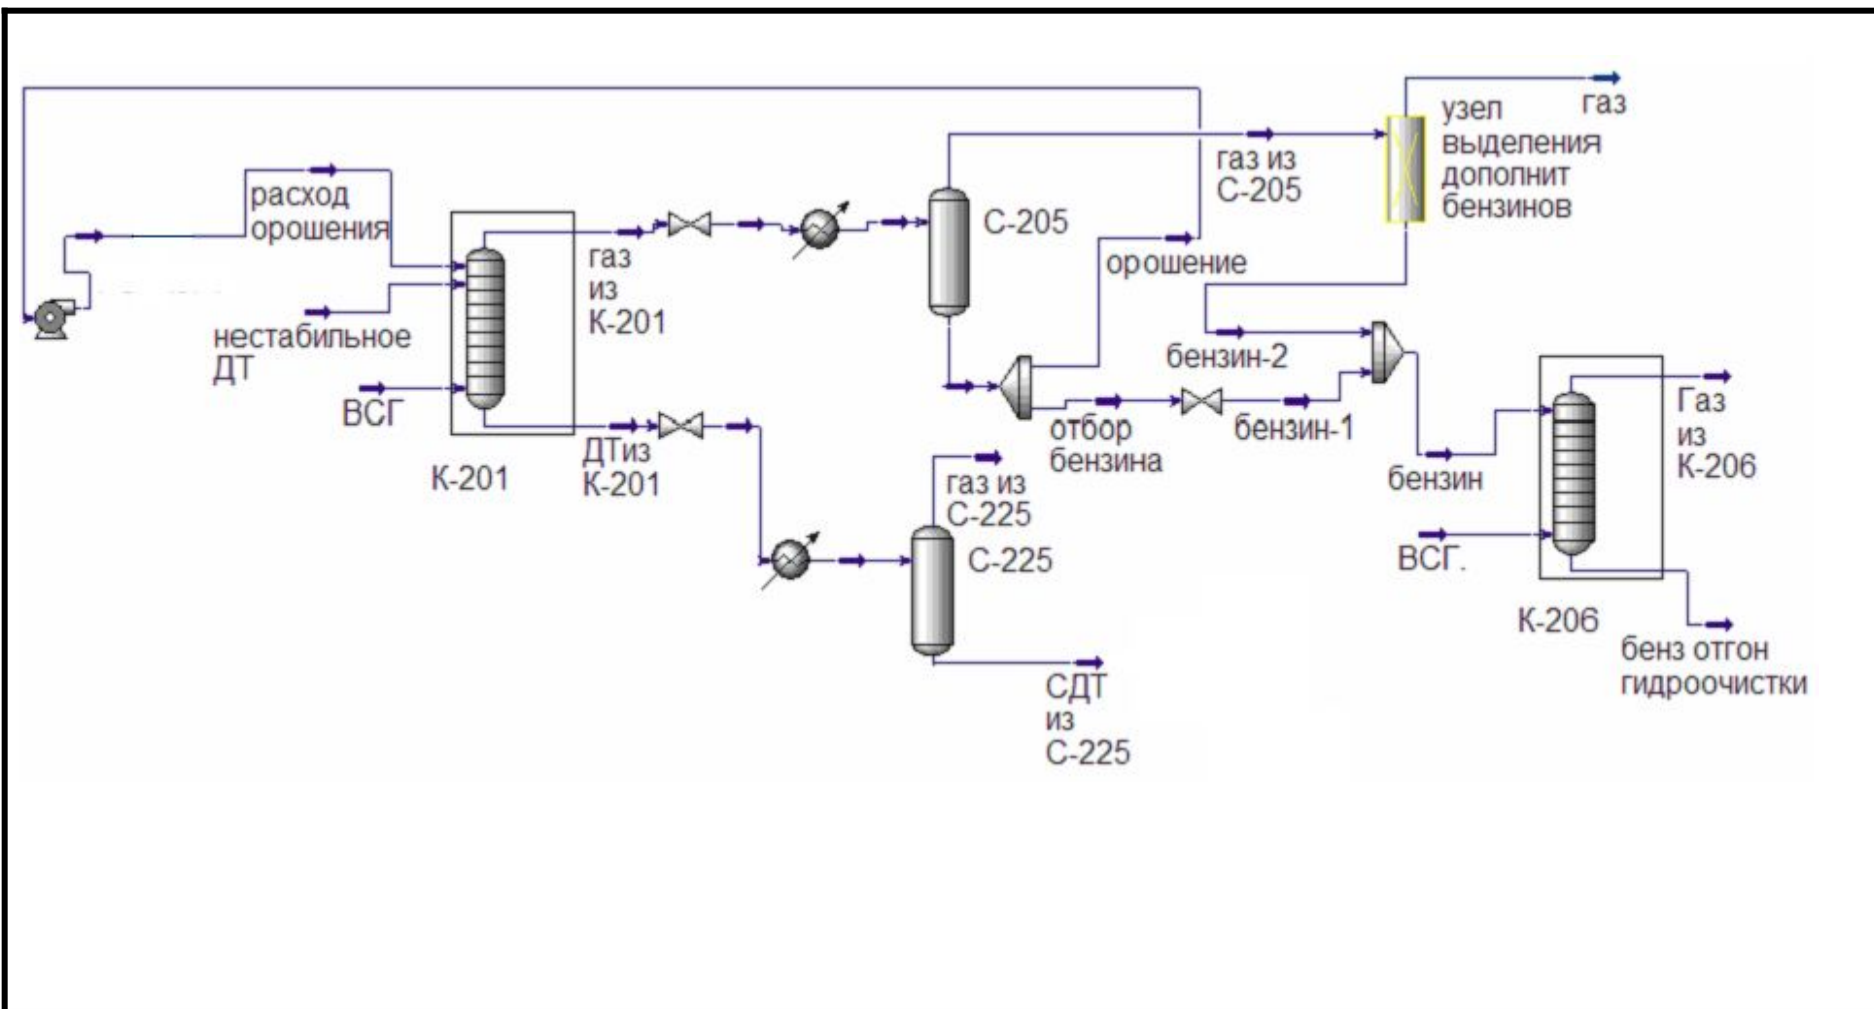 газ
узел
выделения
дополнит
бензинов
газ из
С-205
расход
орошения
С-205
газ
из
К-201
орошение
нестабильное
ДТ
бензин-2
ВСГ
отбор
бензина
бензин-1
Газ
из
К-206
К-201
ДТиз
К-201
бензин
газ из
С-225
С-225
ВСГ.
К-206
бенз отгон
гидроочистки
СДТ
из
С-225